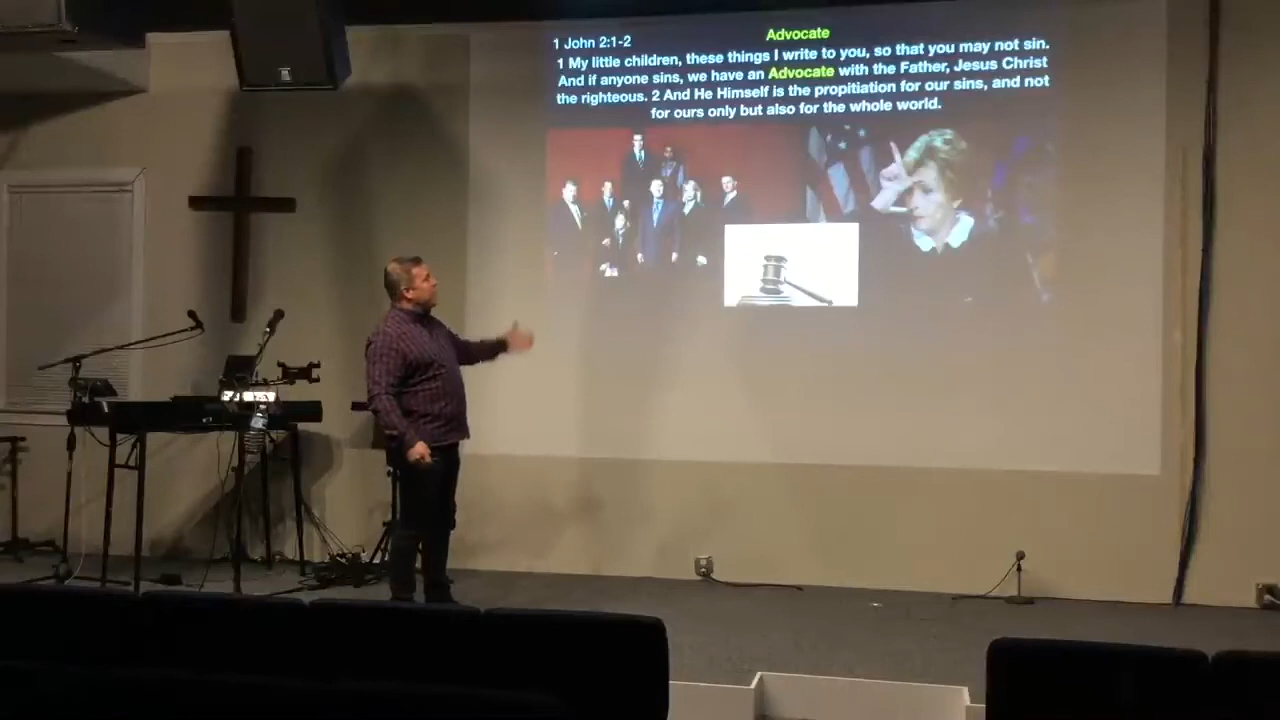 Advocate
1 John 2:1-2
1 My little children, these things I write to you, so that you may not sin.
And if anyone sins, we have an Advocate with the Father, Jesus Christ
the righteous. 2 And He Himself is the propitiation for our sins, and not
for ours only but also for the whole world.